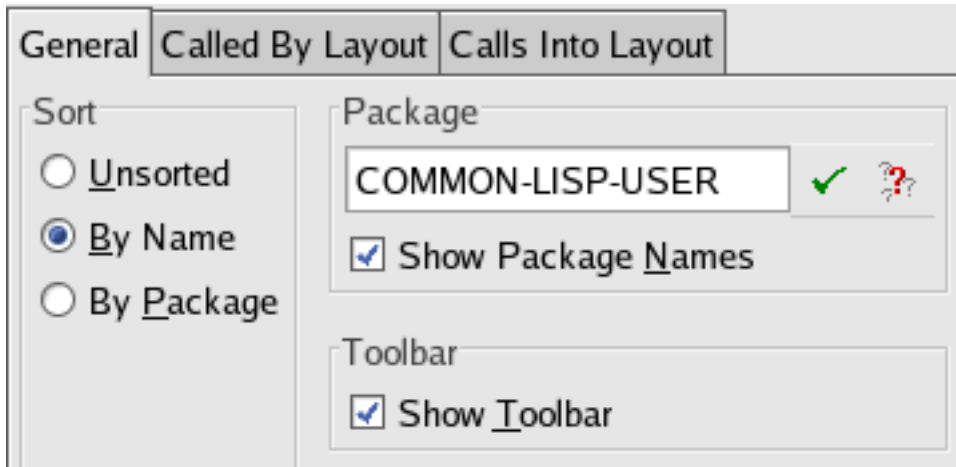 General Called By Layout Calls Into Layout
Sort
Unsorted
By Name
By Package
Package
COMMON-LISP-USER
Show Package Names
Toolbar
Show Toolbar